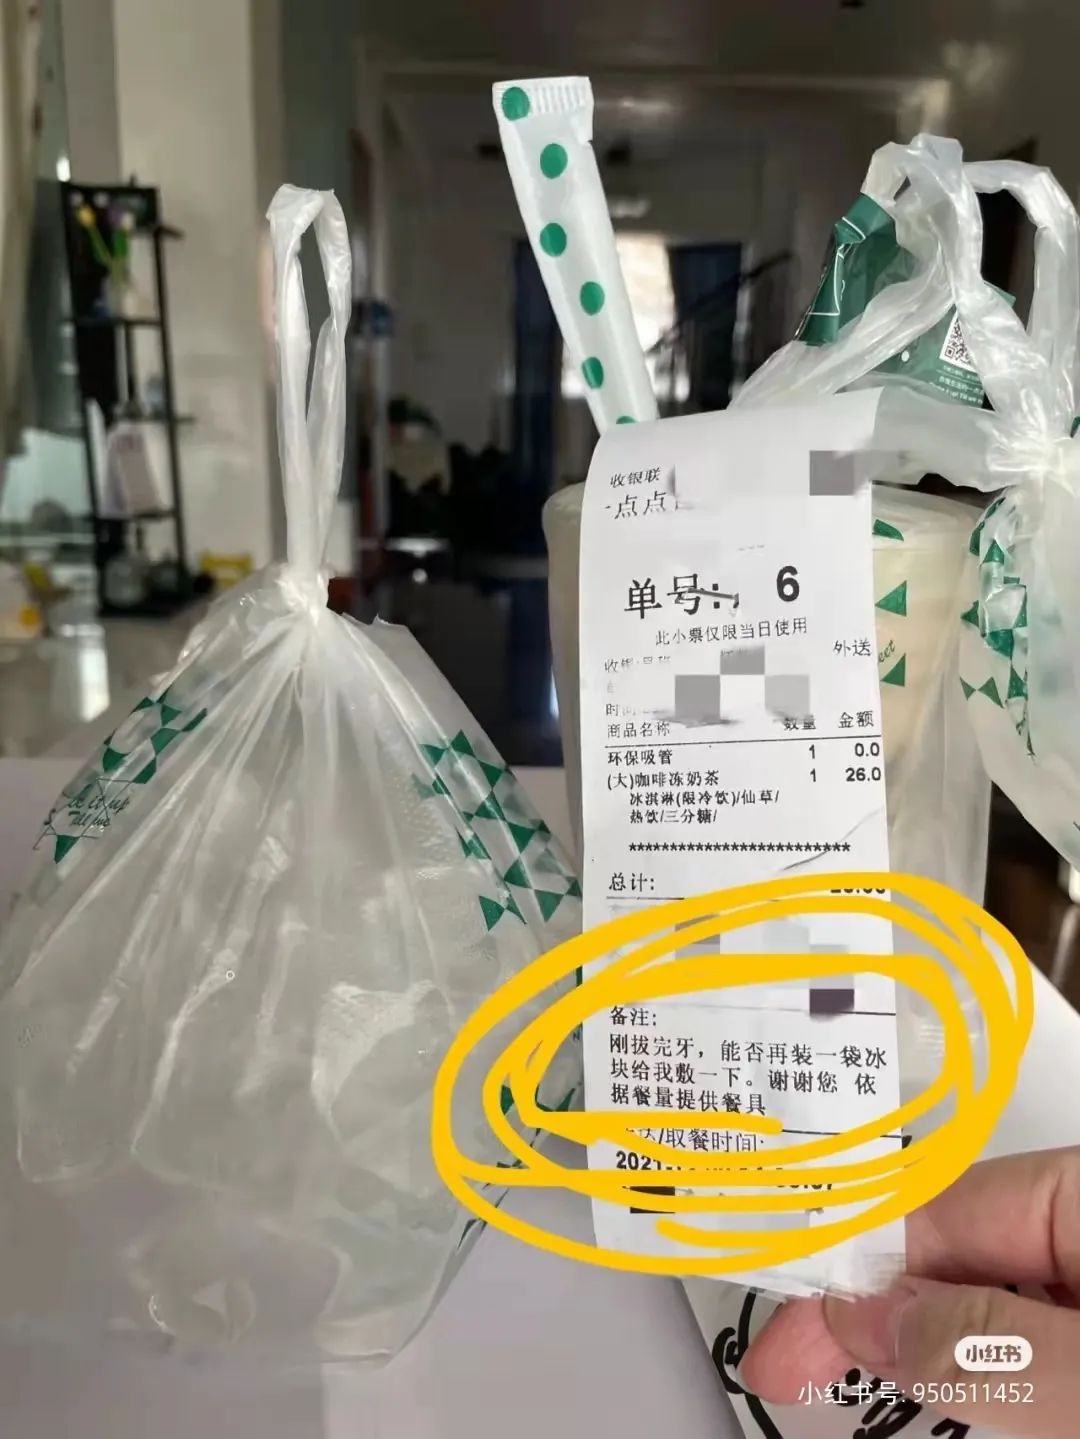 收银联
一点点
单号: 6
此小票仅限当日使用
外送
商品名称 数量 金额
环保吸管 1 0.0
(大)咖啡冻奶茶 1 26.0
冰淇淋(限冷饮)/仙草/
热饮/三分糖/
*****************************
总计:
备注:
刚拔完牙，能否再装一袋冰
块给我敷一下。谢谢您 依
据餐量提供餐具
/取餐时间:
2021
小红书
小红书号: 950511452